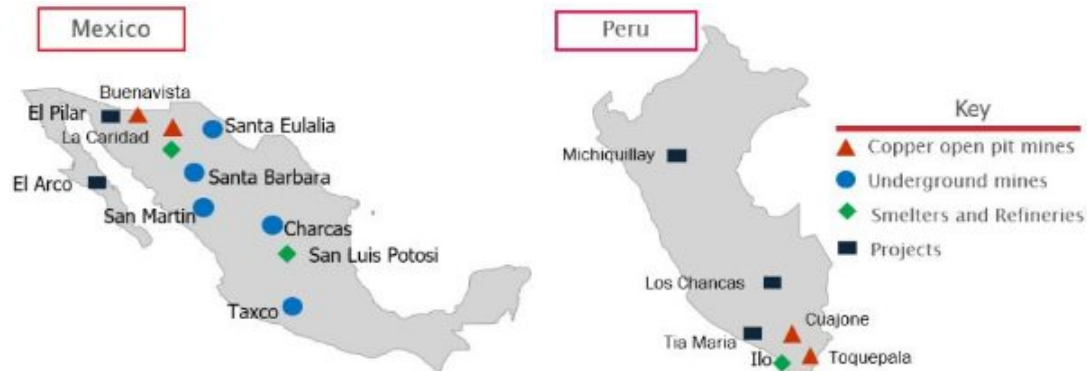 Mexico
Buenavista
El Pilar
La Caridad
Santa Eulalia
El Arco
Santa Barbara
San Martin
Charcas
San Luis Potosi
Taxco
Peru
Michiquillay
Los Chancas
Cuajone
Tia Maria
Ilo
Toquepala
Key
Copper open pit mines
Underground mines
Smelters and Refineries
Projects